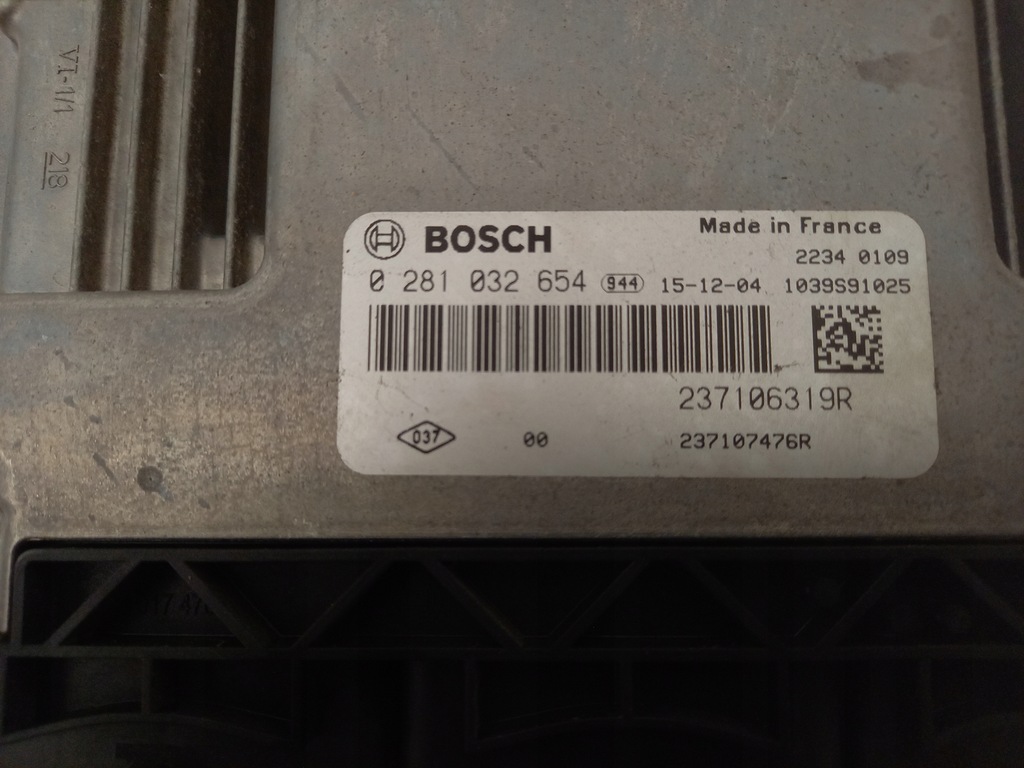 VI-1/1 218
BOSCH
Made in France
2234 0109
0 281 032 654 944 15-12-04 1039S91025
237106319R
037 00 237107476R